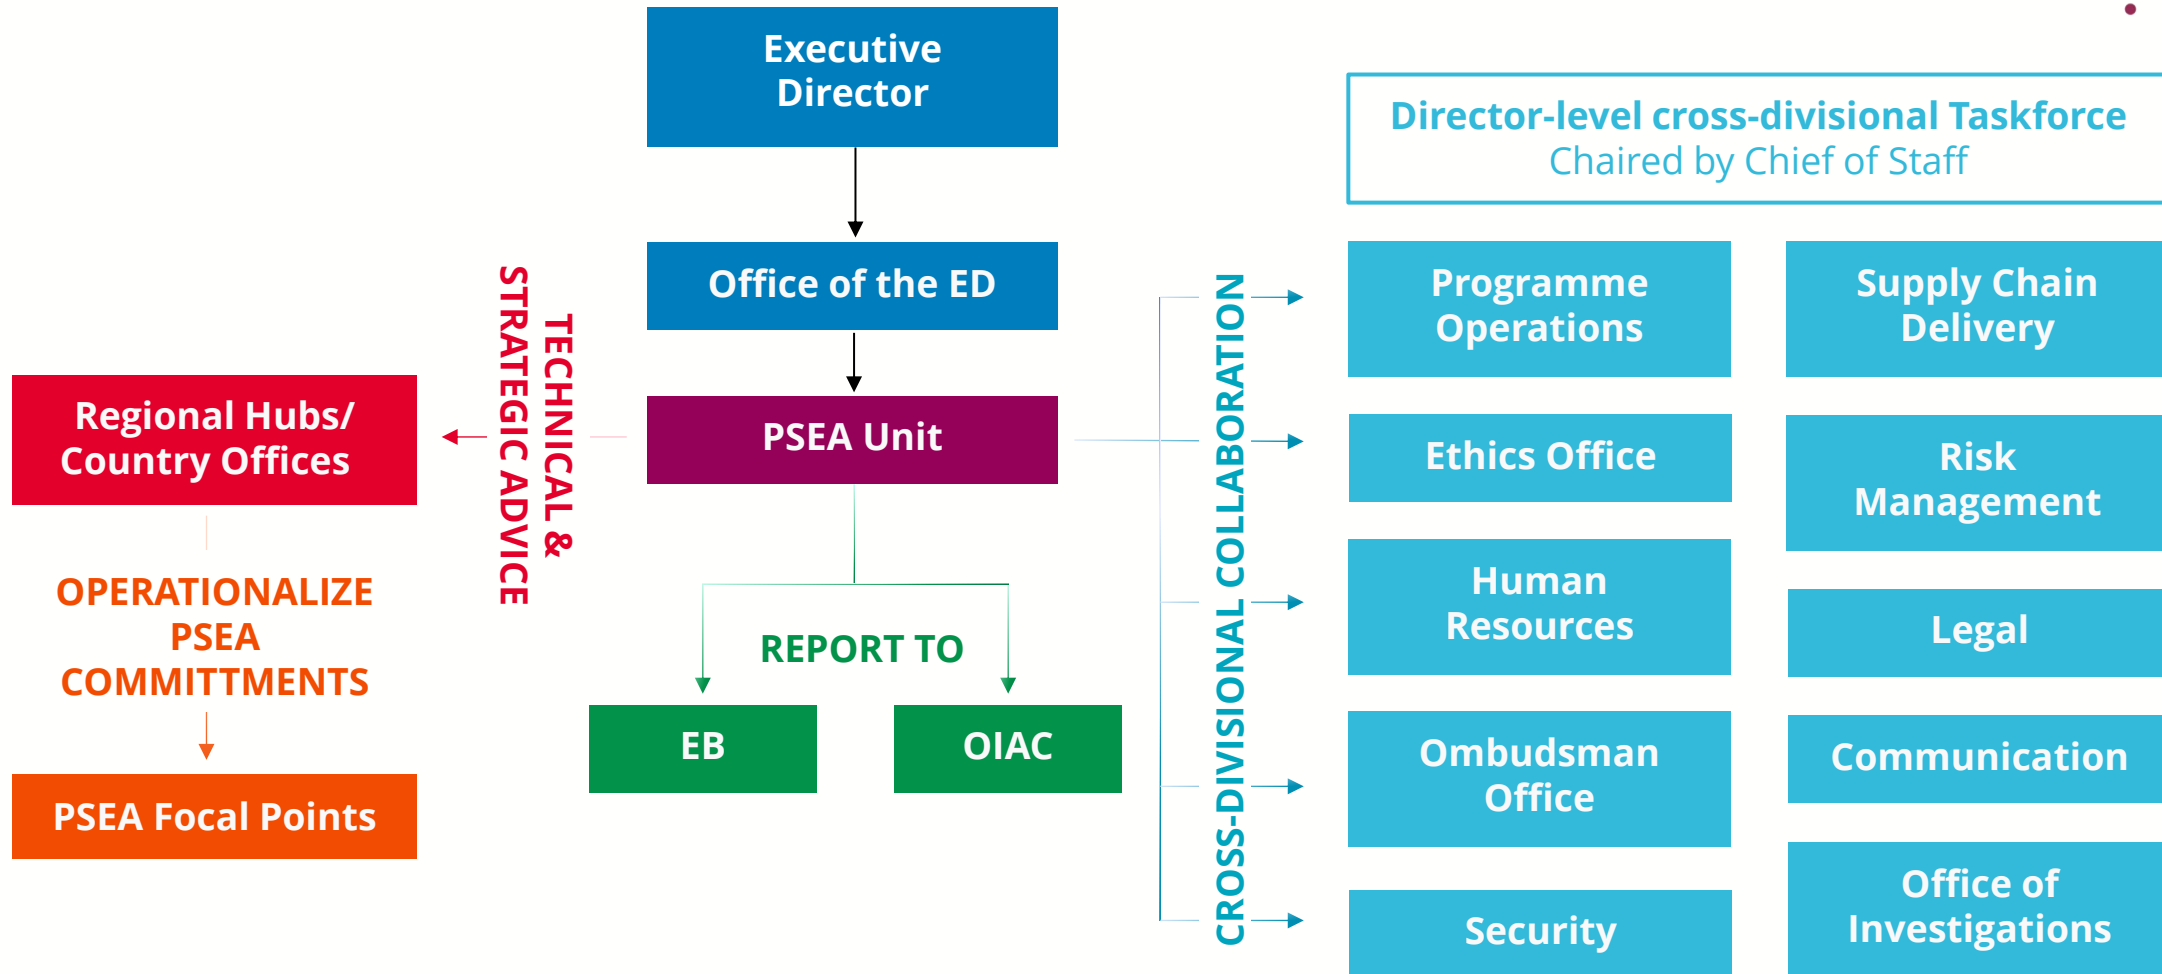 Executive
Director
Director-level cross-divisional Taskforce
Chaired by Chief of Staff
Office of the ED
PSEA Unit
TECHNICAL &
STRATEGIC ADVICE
Regional Hubs/
Country Offices
OPERATIONALIZE
PSEA
COMMITTMENTS
PSEA Focal Points
REPORT TO
EB
OIAC
CROSS-DIVISIONAL COLLABORATION
Programme
Operations
Ethics Office
Human
Resources
Ombudsman
Office
Security
Supply Chain
Delivery
Risk
Management
Legal
Communication
Office of
Investigations